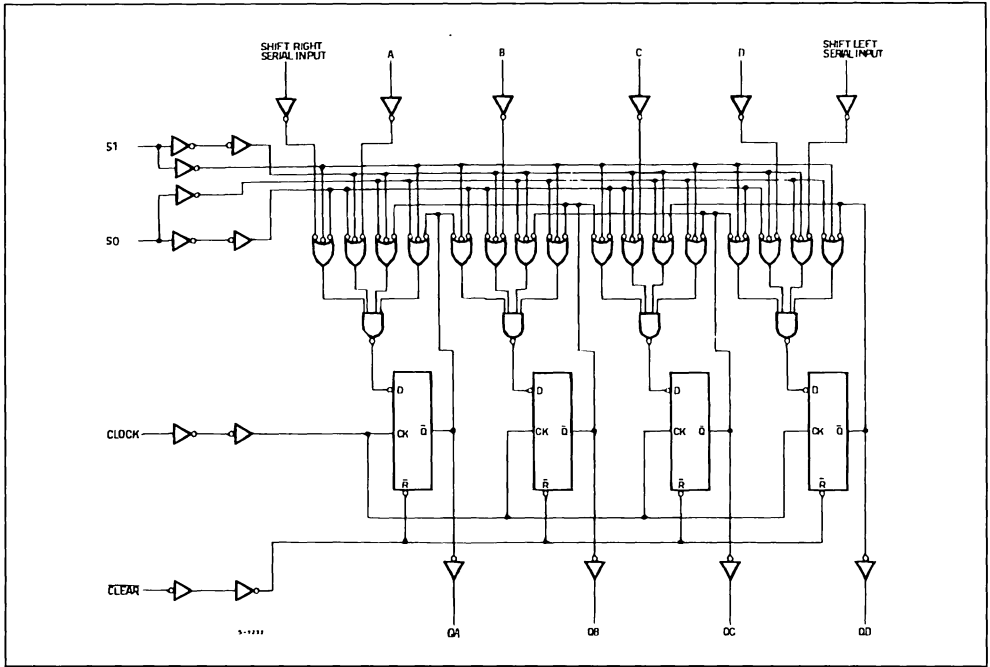 SHIFT RIGHT
SERIAL INPUT
A
B
C
D
SHIFT LEFT
SERIAL INPUT
S1
S0
D
CK
Q̅
R̅
D
CK
Q̅
R̅
D
CK
Q̅
R̅
D
CK
Q̅
R̅
CLOCK
C̅L̅E̅A̅R̅
QA
QB
QC
QD